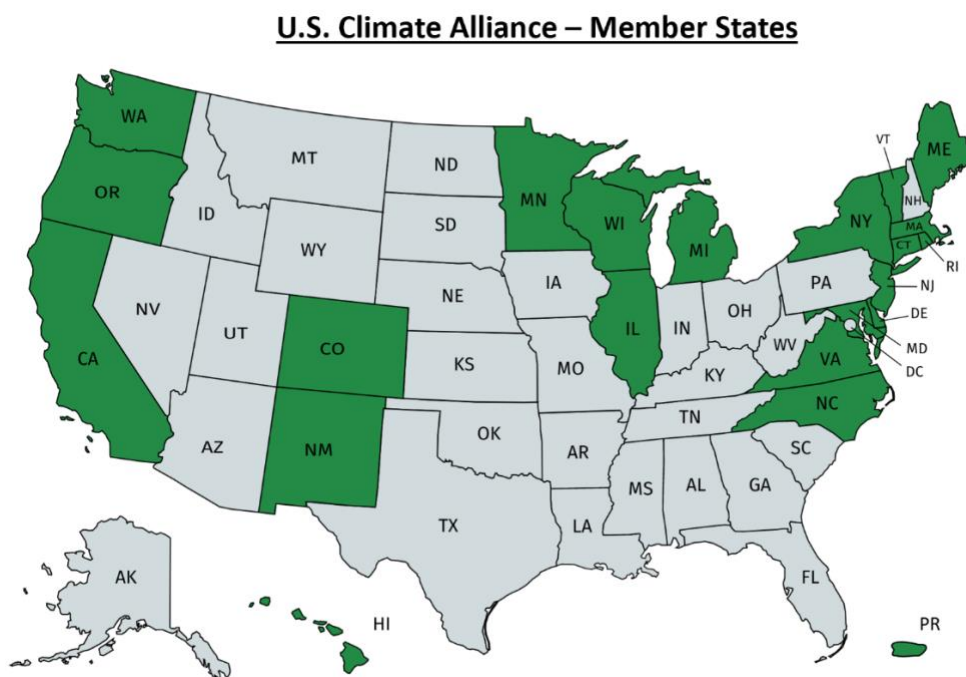 U.S. Climate Alliance – Member States
WA
MT
ND
MN
VT
ME
OR
ID
SD
WI
MI
NY
NH
MA
CT
RI
WY
NV
UT
NE
IA
IL
IN
OH
PA
NJ
DE
MD
DC
CA
CO
KS
MO
KY
WV
VA
NC
AZ
NM
OK
AR
TN
SC
TX
LA
MS
AL
GA
FL
AK
HI
PR